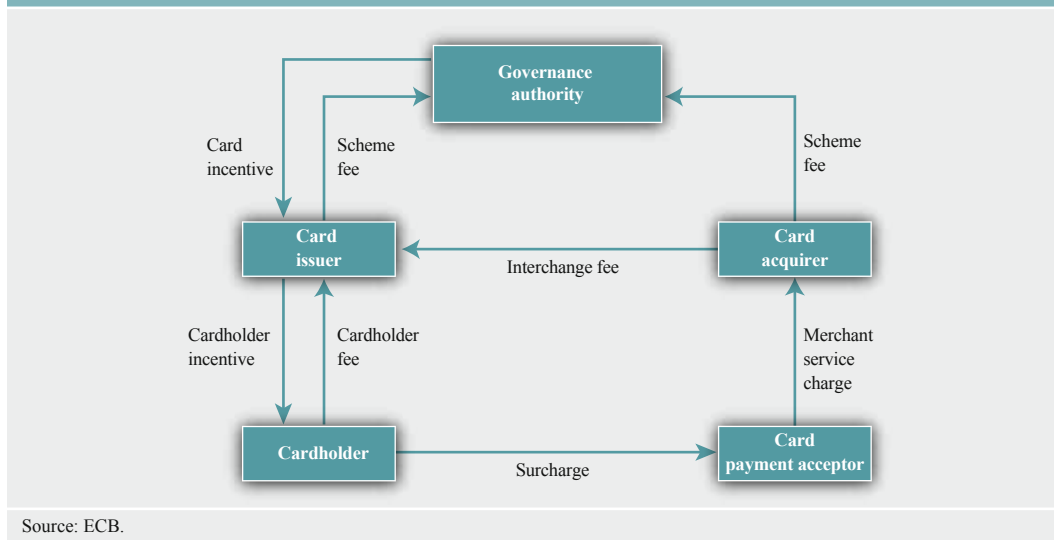 Governance
authority
Card
incentive
Scheme
fee
Scheme
fee
Card
issuer
Interchange fee
Card
acquirer
Cardholder
incentive
Cardholder
fee
Merchant
service
charge
Cardholder
Surcharge
Card
payment acceptor
Source: ECB.